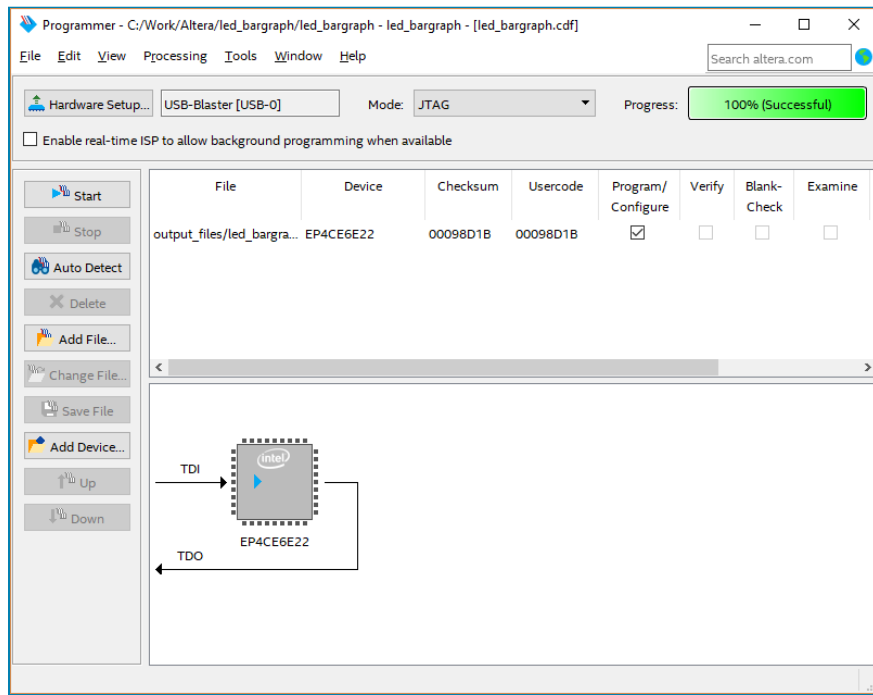 Programmer - C:/Work/Altera/led_bargraph/led_bargraph - led_bargraph - [led_bargraph.cdf]
File Edit View Processing Tools Window Help
Search altera.com
Hardware Setup... USB-Blaster [USB-0] Mode: JTAG Progress: 100% (Successful)
Enable real-time ISP to allow background programming when available
Start
Stop
Auto Detect
Delete
Add File...
Change File...
Save File
Add Device...
Up
Down
File Device Checksum Usercode Program/ Verify Blank- Examine
Configure Check
output_files/led_bargra... EP4CE6E22 00098D1B 00098D1B
TDI
intel
EP4CE6E22
TDO